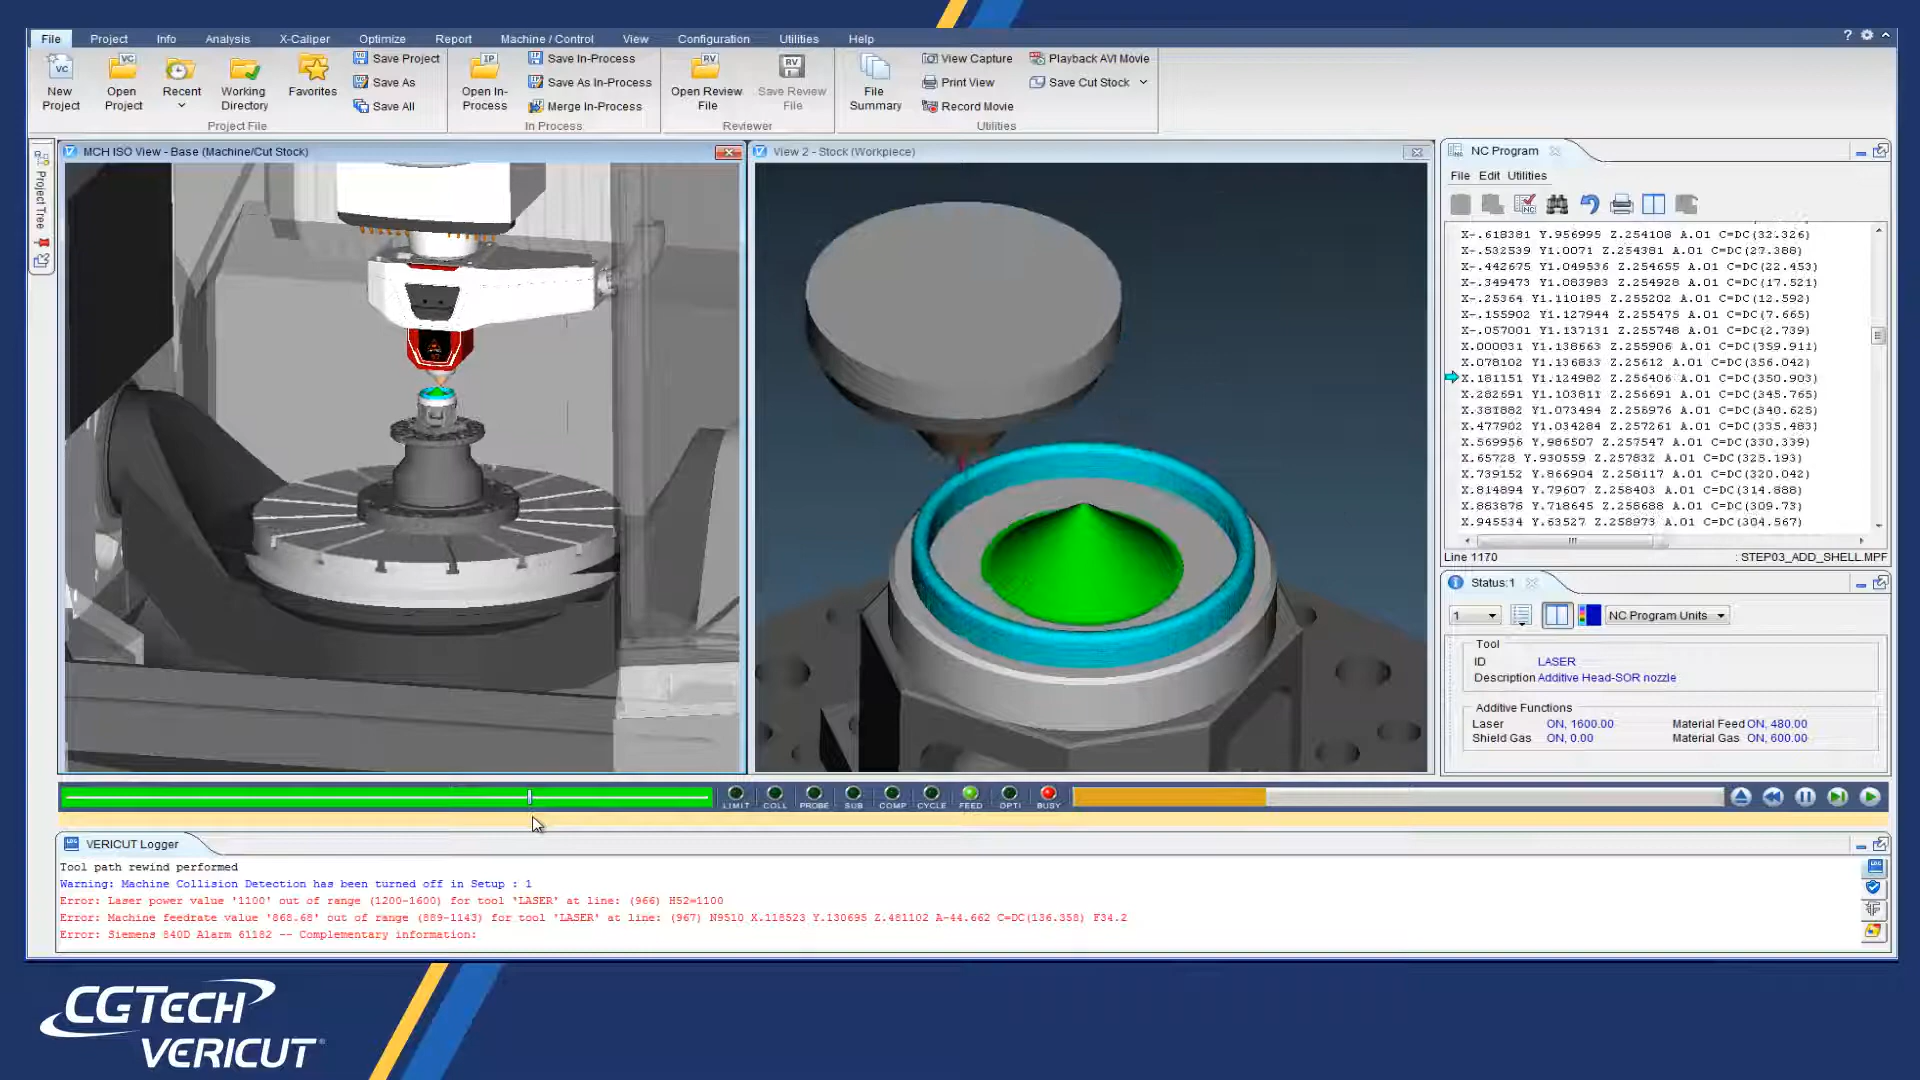 File Project Info Analysis X-Caliper Optimize Report Machine / Control View Configuration Utilities Help
New Project
Open Project
Recent
Working Directory
Favorites
Save Project
Save As
Save All
Project File
Open In-Process
Save In-Process
Save As In-Process
Merge In-Process
In Process
Open Review File
Save Review File
Reviewer
File Summary
View Capture
Print View
Record Movie
Playback AVI Movie
Save Cut Stock
Utilities
Project Tree
MCH ISO View - Base (Machine/Cut Stock)
View 2 - Stock (Workpiece)
NC Program
File Edit Utilities
X-.618381 Y.956995 Z.254108 A.01 C=DC(32.326)
X-.532539 Y1.0071 Z.254381 A.01 C=DC(27.388)
X-.442675 Y1.049536 Z.254655 A.01 C=DC(22.453)
X-.349473 Y1.083983 Z.254928 A.01 C=DC(17.521)
X-.25364 Y1.110185 Z.255202 A.01 C=DC(12.592)
X-.155902 Y1.127944 Z.255475 A.01 C=DC(7.665)
X-.057001 Y1.137131 Z.255748 A.01 C=DC(2.739)
X.000031 Y1.138663 Z.255906 A.01 C=DC(359.911)
X.078102 Y1.136833 Z.25612 A.01 C=DC(356.042)
X.181151 Y1.124982 Z.256406 A.01 C=DC(350.903)
X.282691 Y1.103811 Z.256691 A.01 C=DC(345.765)
X.381882 Y1.073494 Z.256976 A.01 C=DC(340.625)
X.477902 Y1.034284 Z.257261 A.01 C=DC(335.483)
X.569956 Y.986507 Z.257547 A.01 C=DC(330.339)
X.65728 Y.930559 Z.257832 A.01 C=DC(325.193)
X.739152 Y.866904 Z.258117 A.01 C=DC(320.042)
X.814894 Y.79607 Z.258403 A.01 C=DC(314.888)
X.883876 Y.718645 Z.258688 A.01 C=DC(309.73)
X.945534 Y.63527 Z.258973 A.01 C=DC(304.567)
Line 1170 : STEP03_ADD_SHELL.MPF
Status:1
1 NC Program Units
Tool
ID LASER
Description Additive Head-SOR nozzle
Additive Functions
Laser ON, 1600.00 Material Feed ON, 480.00
Shield Gas ON, 0.00 Material Gas ON, 600.00
LIMIT COLL PROBE SUB COMP CYCLE FEED OPTI BUSY
VERICUT Logger
Tool path rewind performed
Warning: Machine Collision Detection has been turned off in Setup : 1
Error: Laser power value '1100' out of range (1200-1600) for tool 'LASER' at line: (966) H52=1100
Error: Machine feedrate value '868.68' out of range (889-1143) for tool 'LASER' at line: (967) N9510 X.118523 Y.130695 Z.481102 A-44.662 C=DC(136.358) F34.2
Error: Siemens 840D Alarm 61182 -- Complementary information:
CGTECH
VERICUT